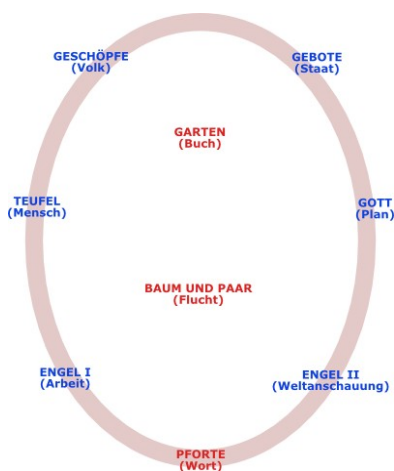 GESCHÖPFE
(Volk)
GEBOTE
(Staat)
GARTEN
(Buch)
TEUFEL
(Mensch)
GOTT
(Plan)
BAUM UND PAAR
(Flucht)
ENGEL I
(Arbeit)
ENGEL II
(Weltanschauung)
PFORTE
(Wort)